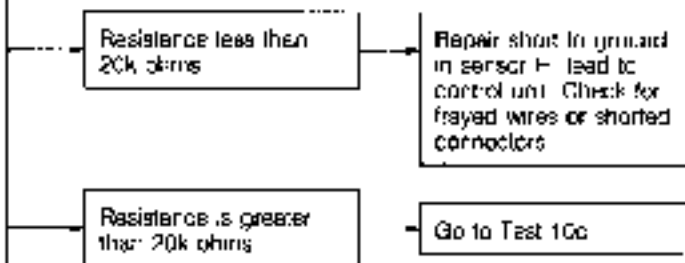 Resistance less than
20k ohms
Repair short to ground
in sensor lead to
control unit. Check for
frayed wires or shorted
connectors
Resistance is greater
than 20k ohms
Go to Test 10c